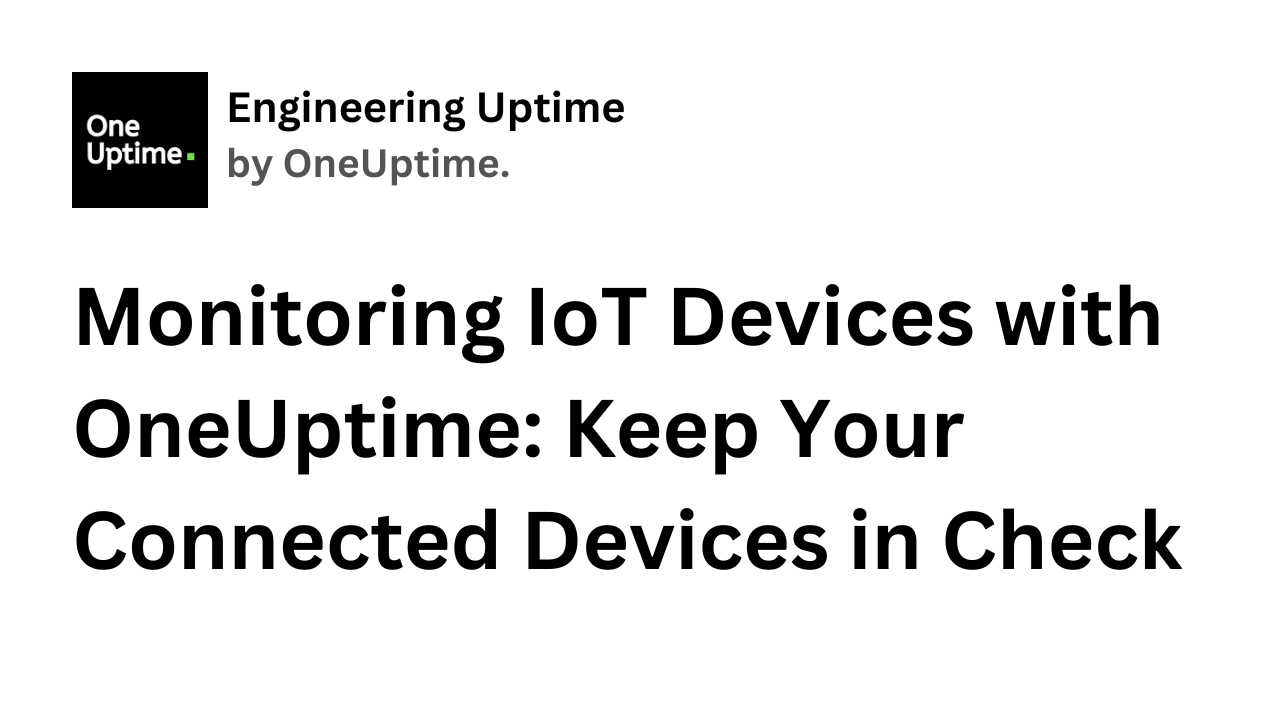 One
Uptime.
Engineering Uptime
by OneUptime.
Monitoring IoT Devices with
OneUptime: Keep Your
Connected Devices in Check